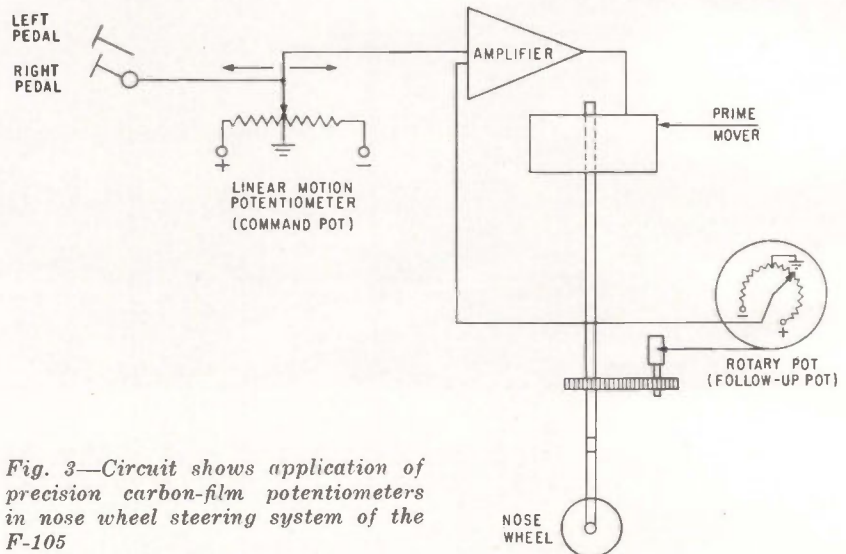 LEFT
PEDAL
RIGHT
PEDAL
+
−
LINEAR MOTION
POTENTIOMETER
(COMMAND POT)
AMPLIFIER
PRIME
MOVER
−
+
ROTARY POT
(FOLLOW-UP POT)
NOSE
WHEEL
Fig. 3—Circuit shows application of
precision carbon-film potentiometers
in nose wheel steering system of the
F-105